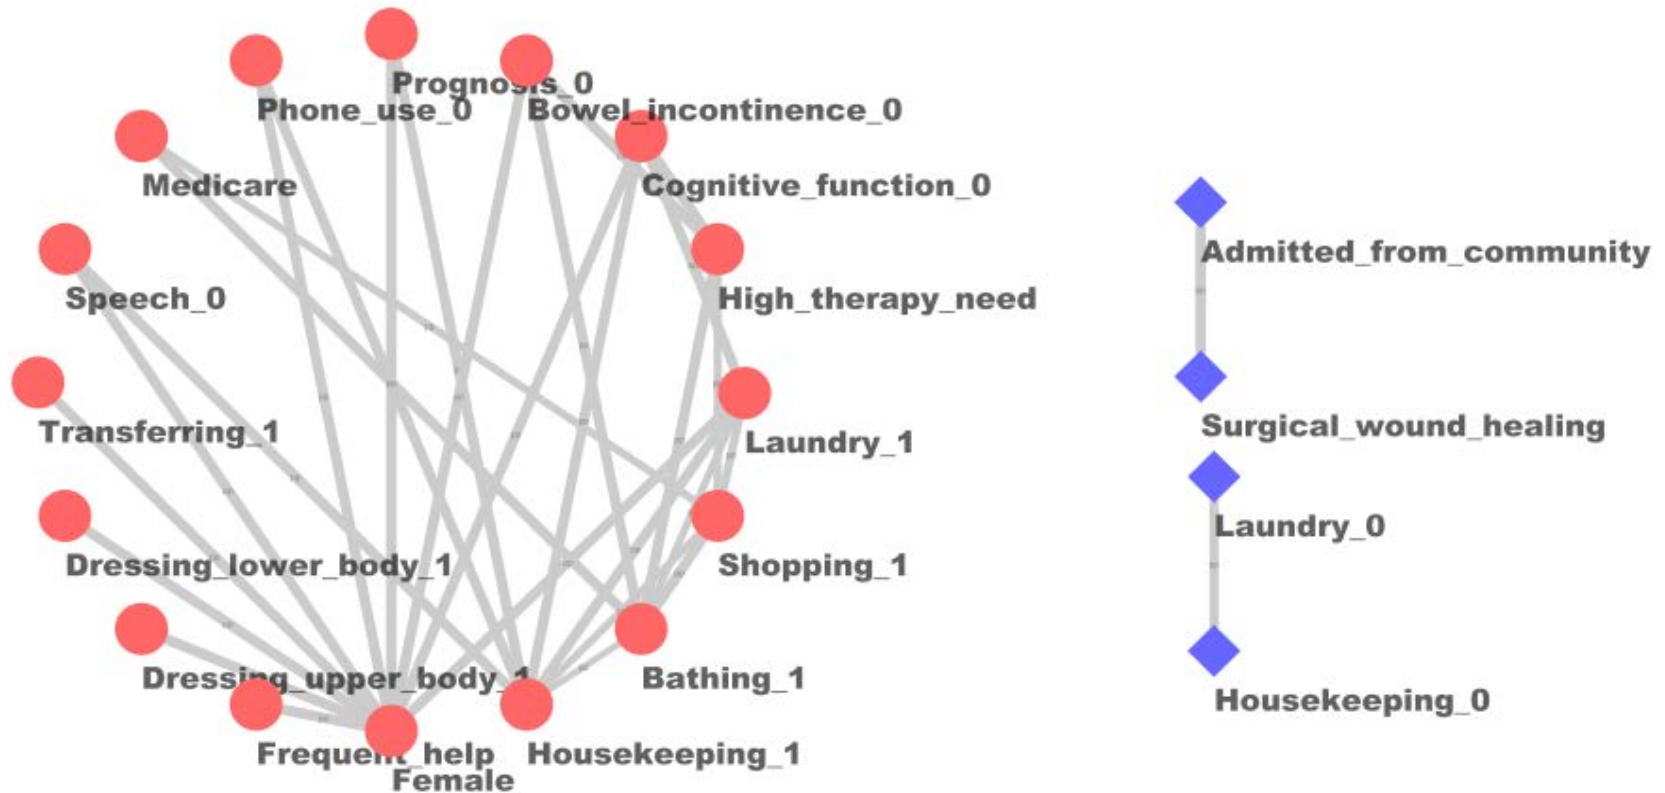 Prognosis_0
Phone_use_0
Bowel_incontinence_0
Medicare
Cognitive_function_0
Admitted_from_community
Speech_0
High_therapy_need
Surgical_wound_healing
Transferring_1
Laundry_1
Laundry_0
Dressing_lower_body_1
Shopping_1
Dressing_upper_body_1
Bathing_1
Housekeeping_0
Frequent_help
Housekeeping_1
Female